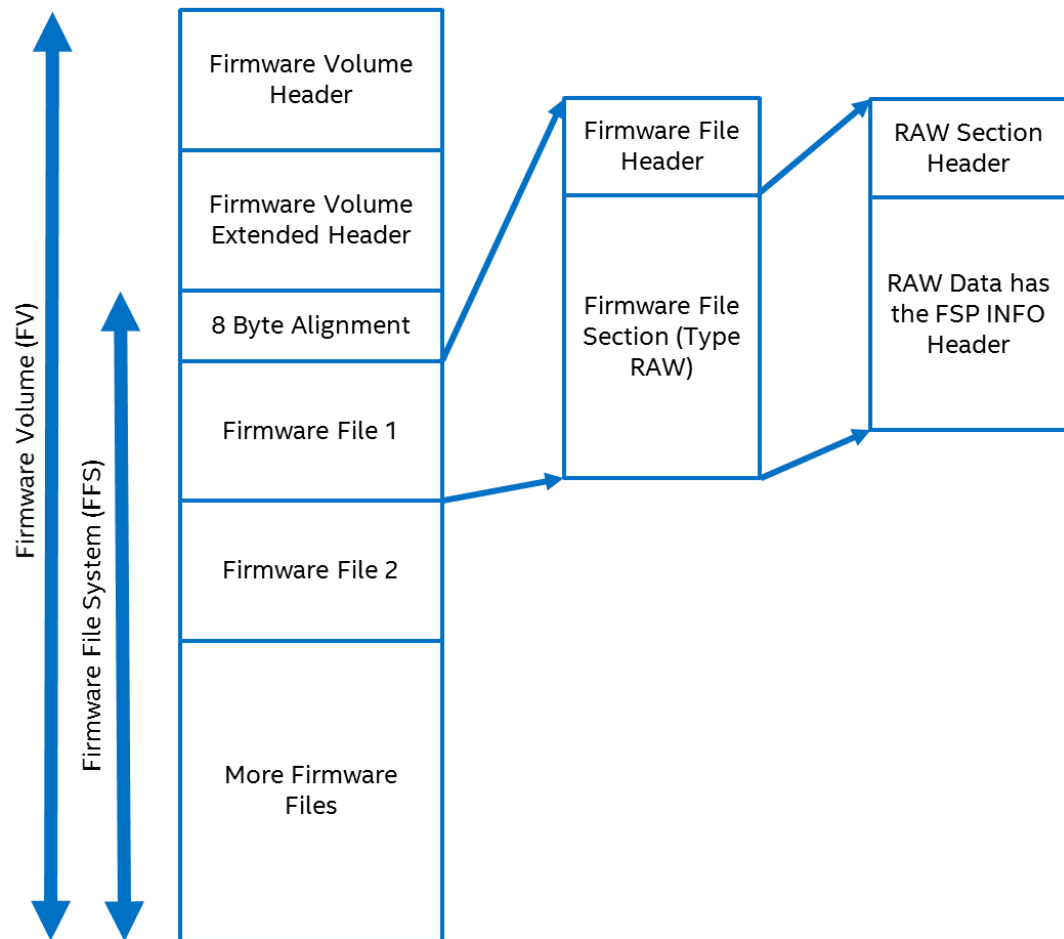 Firmware Volume (FV)
Firmware File System (FFS)
Firmware Volume
Header
Firmware Volume
Extended Header
8 Byte Alignment
Firmware File 1
Firmware File 2
More Firmware
Files
Firmware File
Header
Firmware File
Section (Type
RAW)
RAW Section
Header
RAW Data has
the FSP INFO
Header